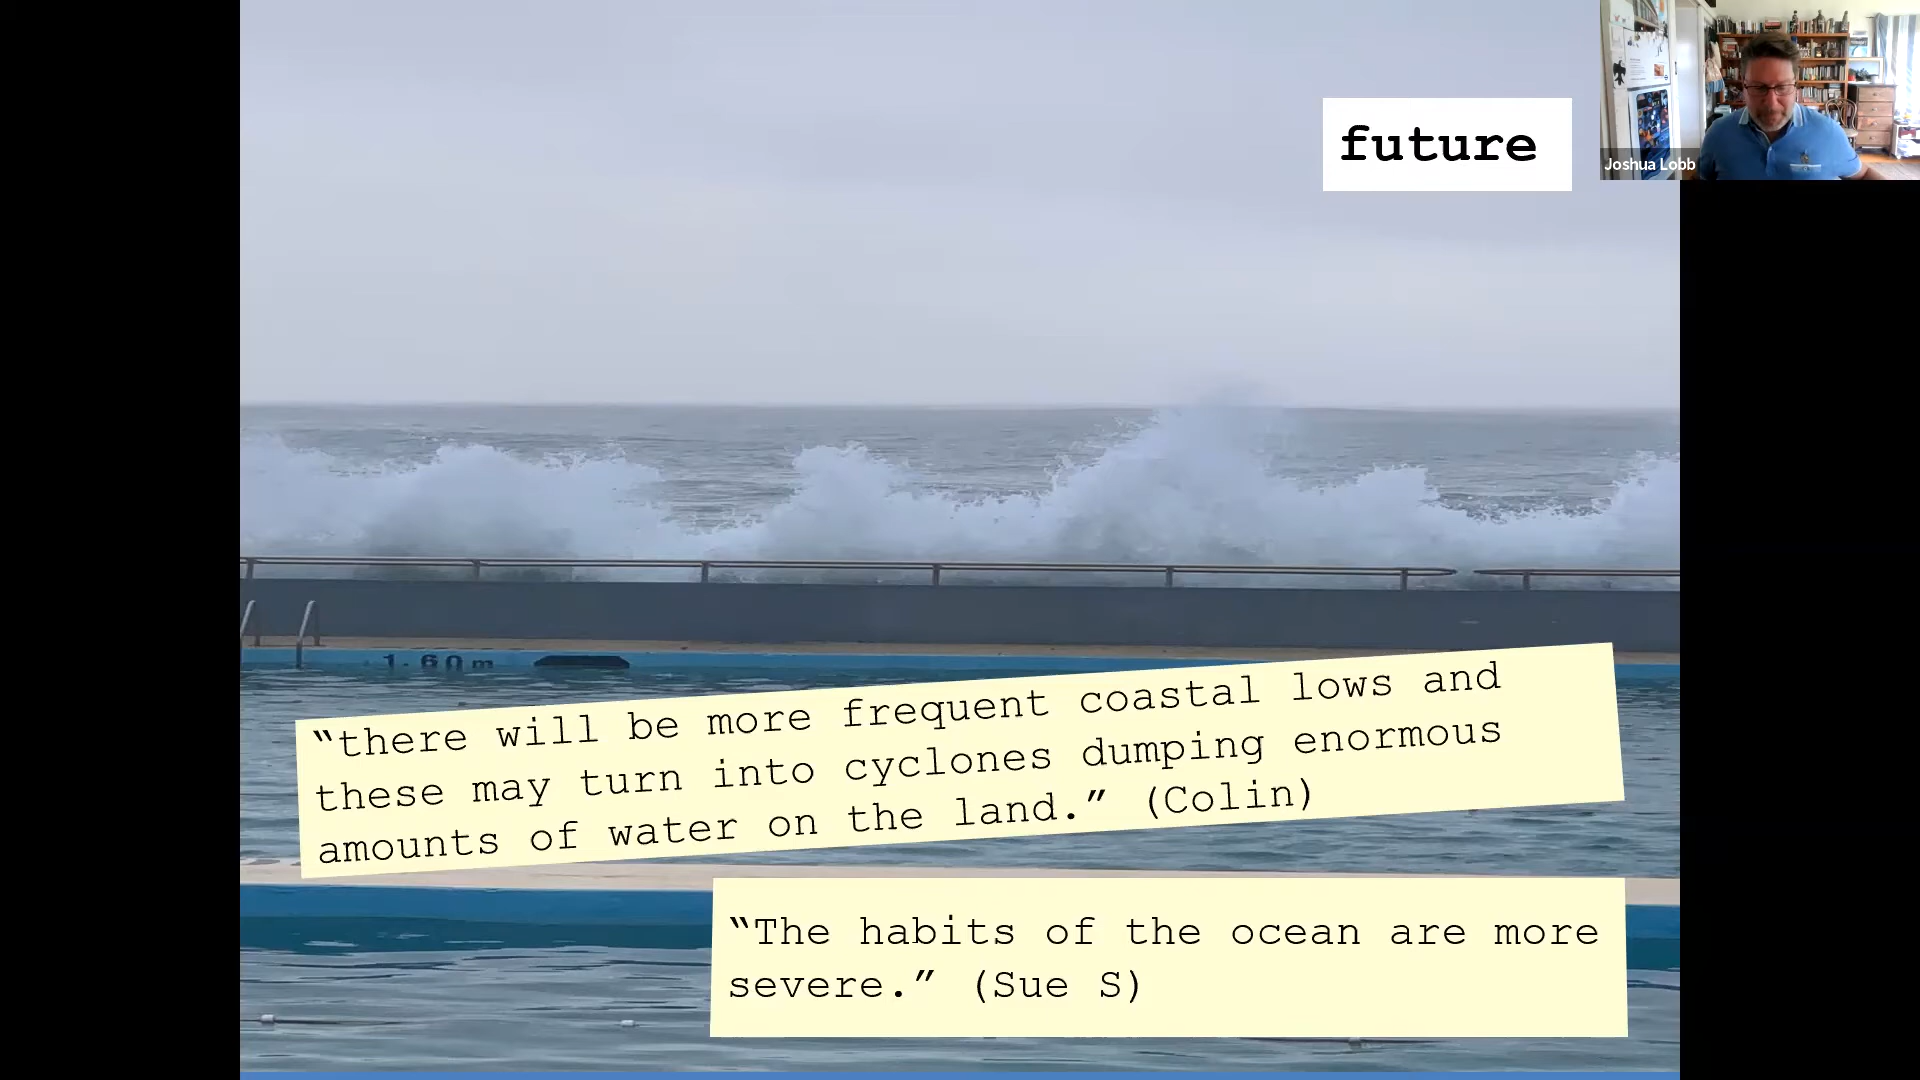 future
Joshua Lobb
1.60m
“there will be more frequent coastal lows and
these may turn into cyclones dumping enormous
amounts of water on the land.” (Colin)
“The habits of the ocean are more
severe.” (Sue S)